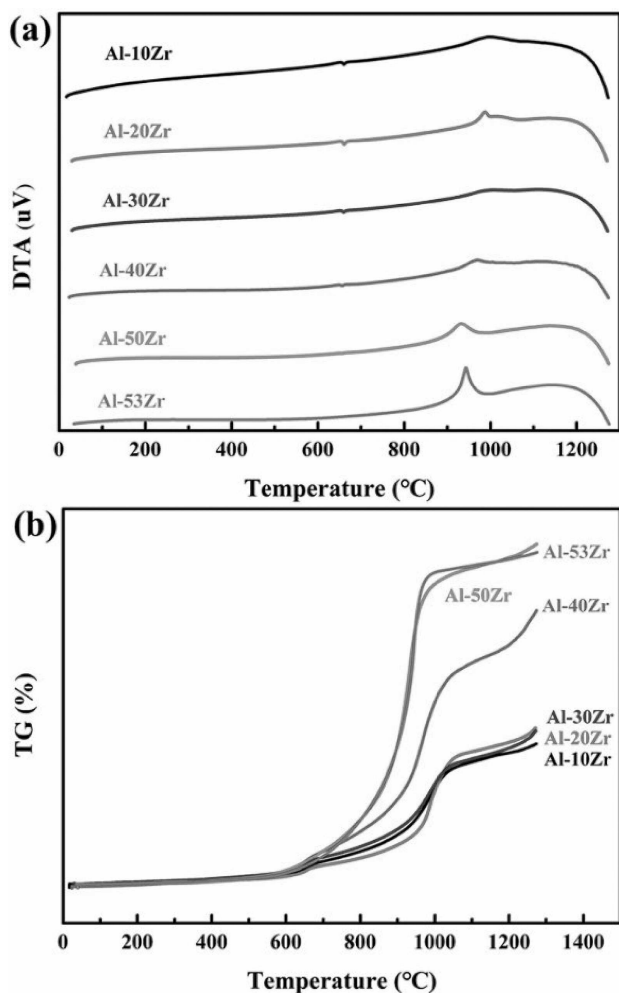 (a)
Al-10Zr
Al-20Zr
Al-30Zr
Al-40Zr
Al-50Zr
Al-53Zr
DTA (uV)
0 200 400 600 800 1000 1200
Temperature (°C)
(b)
Al-53Zr
Al-50Zr
Al-40Zr
Al-30Zr
Al-20Zr
Al-10Zr
TG (%)
0 200 400 600 800 1000 1200 1400
Temperature (°C)